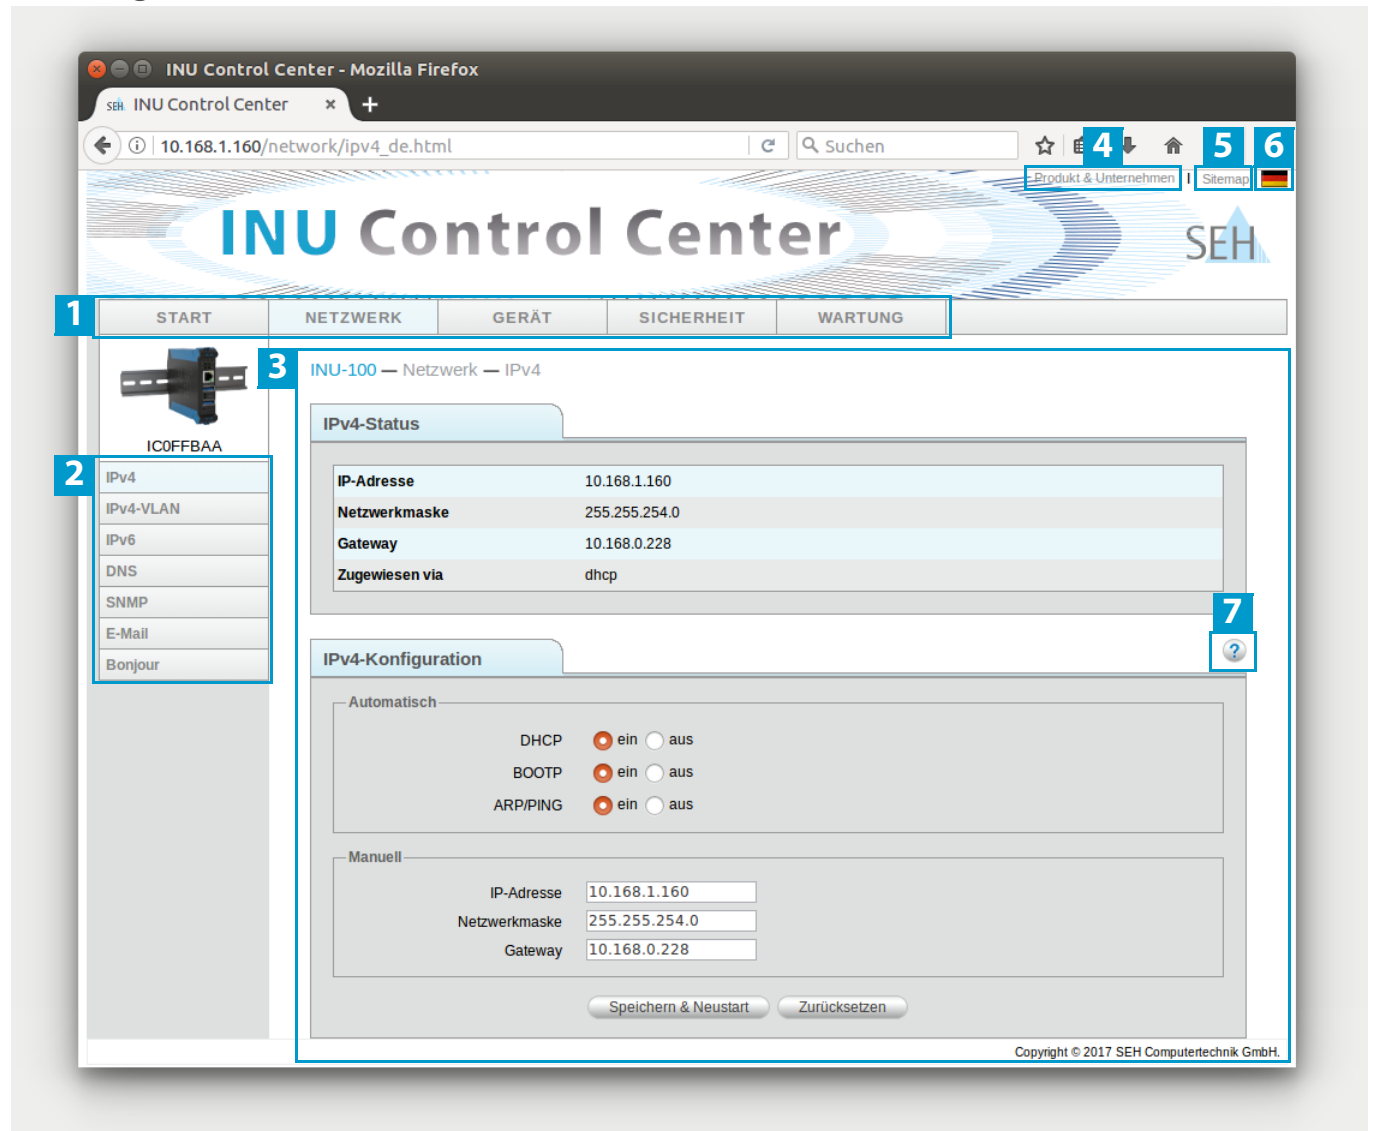 INU Control Center - Mozilla Firefox
SEH INU Control Center × +
10.168.1.160/network/ipv4_de.html
Suchen
4 5 6
Produkt & Unternehmen | Sitemap
INU Control Center
SEH
1
START NETZWERK GERÄT SICHERHEIT WARTUNG
3
INU-100 — Netzwerk — IPv4
IC0FFBAA
2
IPv4
IPv4-VLAN
IPv6
DNS
SNMP
E-Mail
Bonjour
IPv4-Status
IP-Adresse 10.168.1.160
Netzwerkmaske 255.255.254.0
Gateway 10.168.0.228
Zugewiesen via dhcp
7
?
IPv4-Konfiguration
Automatisch
DHCP ein aus
BOOTP ein aus
ARP/PING ein aus
Manuell
IP-Adresse 10.168.1.160
Netzwerkmaske 255.255.254.0
Gateway 10.168.0.228
Speichern & Neustart Zurücksetzen
Copyright © 2017 SEH Computertechnik GmbH.